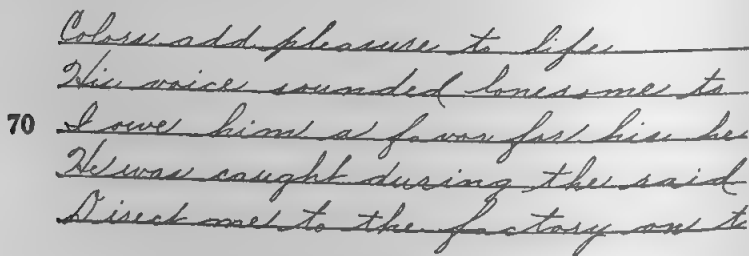 Colors add pleasure to life
His voice sounded lonesome to
70 I owe him a favor for his he
He was caught during the raid
Direct me to the factory on t